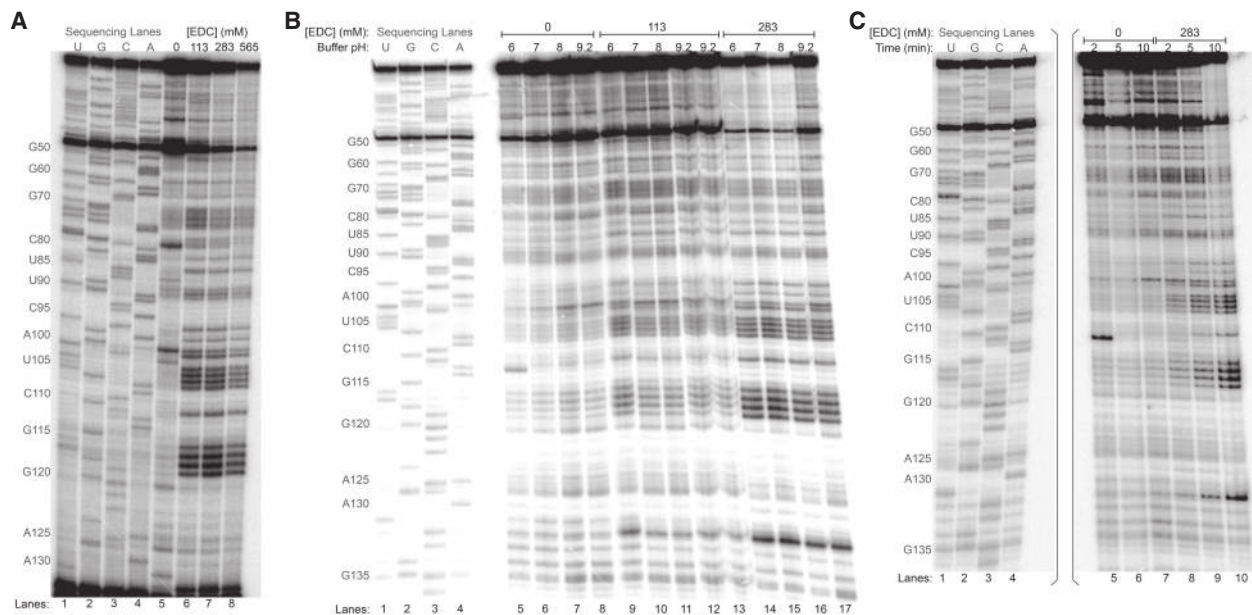 A
Sequencing Lanes [EDC] (mM)
U G C A 0 113 283 565
G50
G60
G70
C80
U85
U90
C95
A100
U105
C110
G115
G120
A125
A130
Lanes: 1 2 3 4 5 6 7 8
B
[EDC] (mM): 0 113 283
Sequencing Lanes
Buffer pH: 6 7 8 9.2 6 7 8 9.2 9.2 6 7 8 9.2
U G C A
G50
G60
G70
C80
U85
U90
C95
A100
U105
C110
G115
G120
A125
A130
G135
Lanes: 1 2 3 4 5 6 7 8 9 10 11 12 13 14 15 16 17
C
[EDC] (mM): Sequencing Lanes 0 283
Time (min): U G C A 2 5 10 2 5 10
G50
G60
G70
C80
U85
U90
C95
A100
U105
C110
G115
G120
A125
A130
G135
Lanes: 1 2 3 4 5 6 7 8 9 10